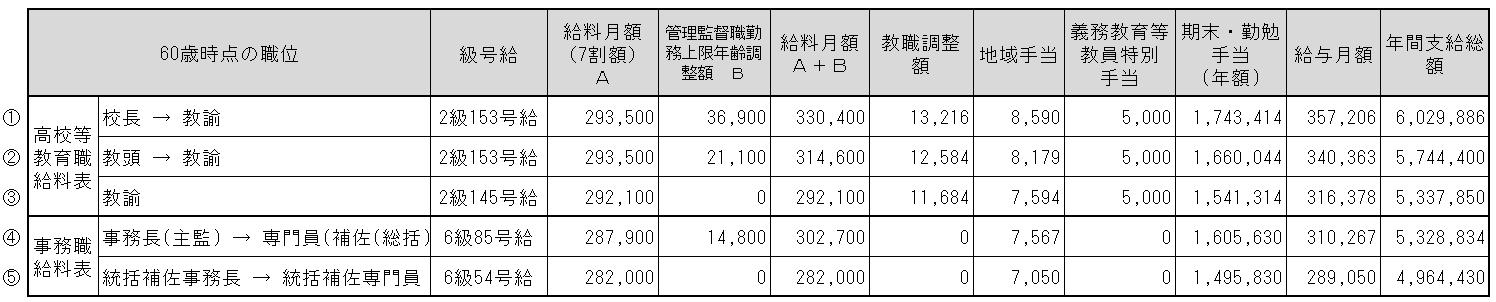 60歳時点の職位 級号給 給料月額（7割額）A 管理監督職勤務上限年齢調整額 B 給料月額A＋B 教職調整額 地域手当 義務教育等教員特別手当 期末・勤勉手当（年額） 給与月額 年間支給総額
高校等教育職給料表
① 校長 → 教諭 2級153号給 293,500 36,900 330,400 13,216 8,590 5,000 1,743,414 357,206 6,029,886
② 教頭 → 教諭 2級153号給 293,500 21,100 314,600 12,584 8,179 5,000 1,660,044 340,363 5,744,400
③ 教諭 2級145号給 292,100 0 292,100 11,684 7,594 5,000 1,541,314 316,378 5,337,850
事務職給料表
④ 事務長(主監) → 専門員(補佐(総括) 6級85号給 287,900 14,800 302,700 0 7,567 0 1,605,630 310,267 5,328,834
⑤ 統括補佐事務長 → 統括補佐専門員 6級54号給 282,000 0 282,000 0 7,050 0 1,495,830 289,050 4,964,430